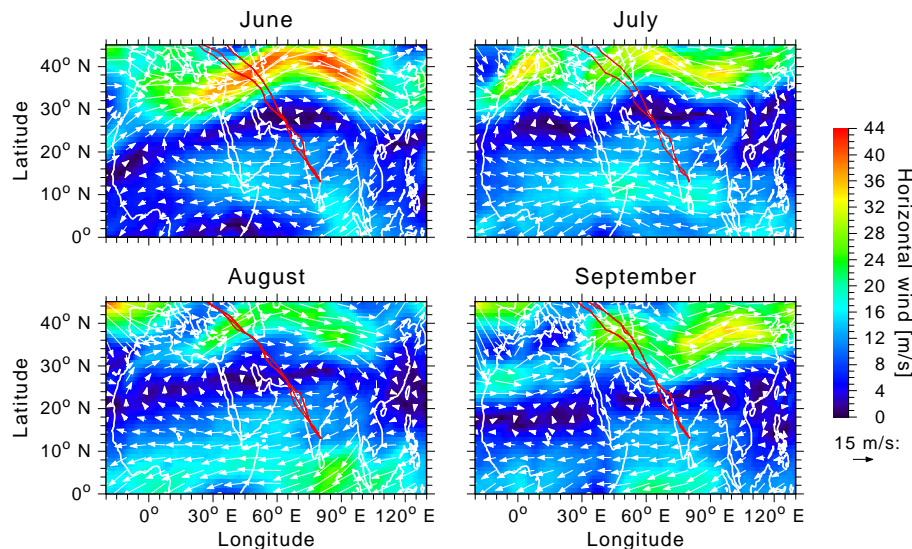 June
July
40° N
30° N
20° N
10° N
0°
Latitude
August
September
40° N
30° N
20° N
10° N
0°
Latitude
0° 30° E 60° E 90° E 120° E
Longitude
0° 30° E 60° E 90° E 120° E
Longitude
44
40
36
32
28
24
20
16
12
8
4
0
Horizontal wind [m/s]
15 m/s: